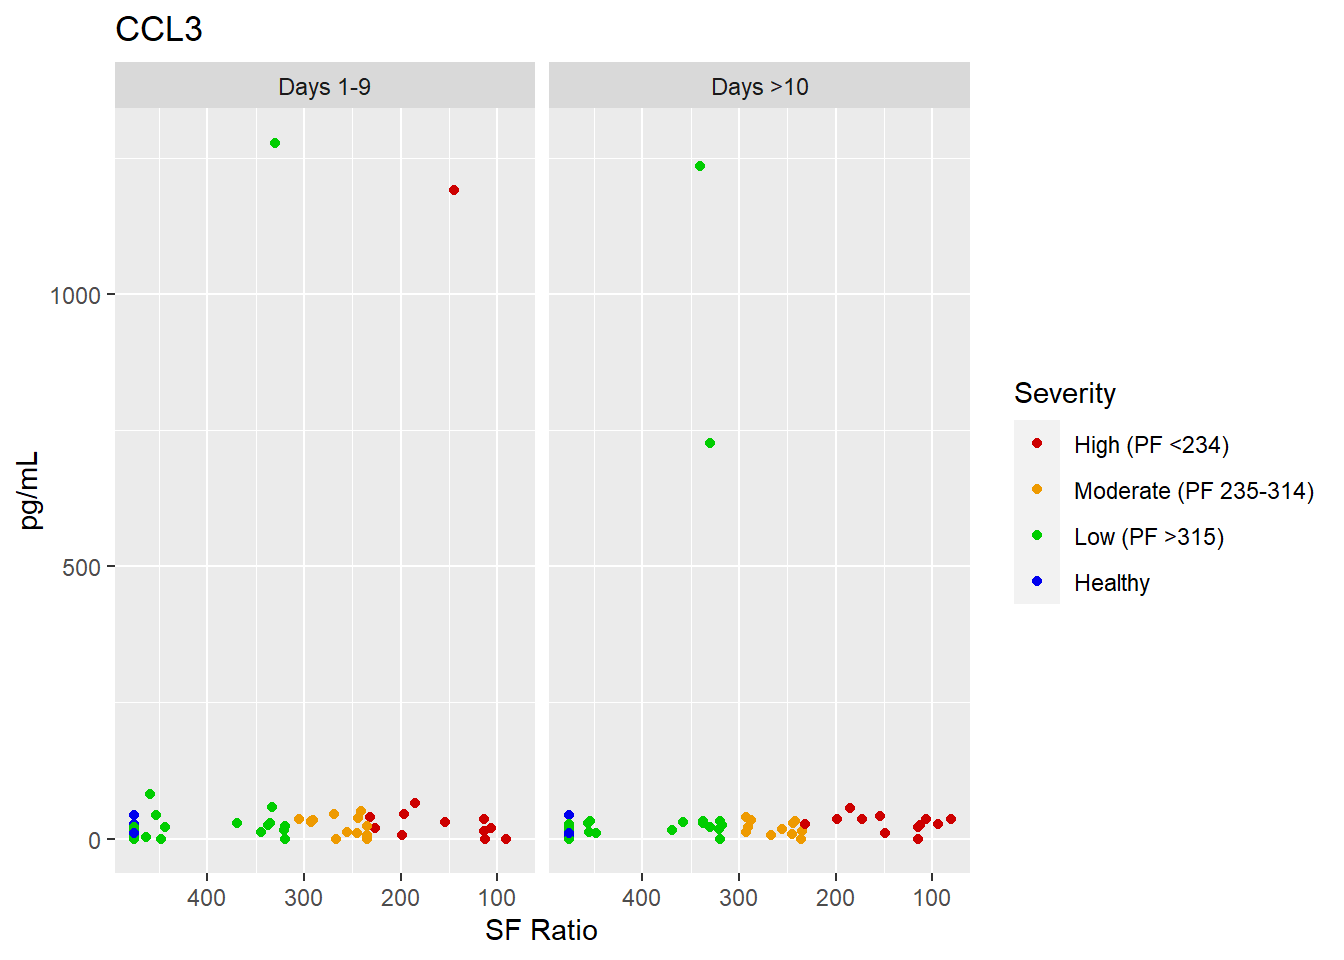 CCL3
Days 1-9
Days >10
pg/mL
1000
500
0
400
300
200
100
400
300
200
100
SF Ratio
Severity
High (PF <234)
Moderate (PF 235-314)
Low (PF >315)
Healthy